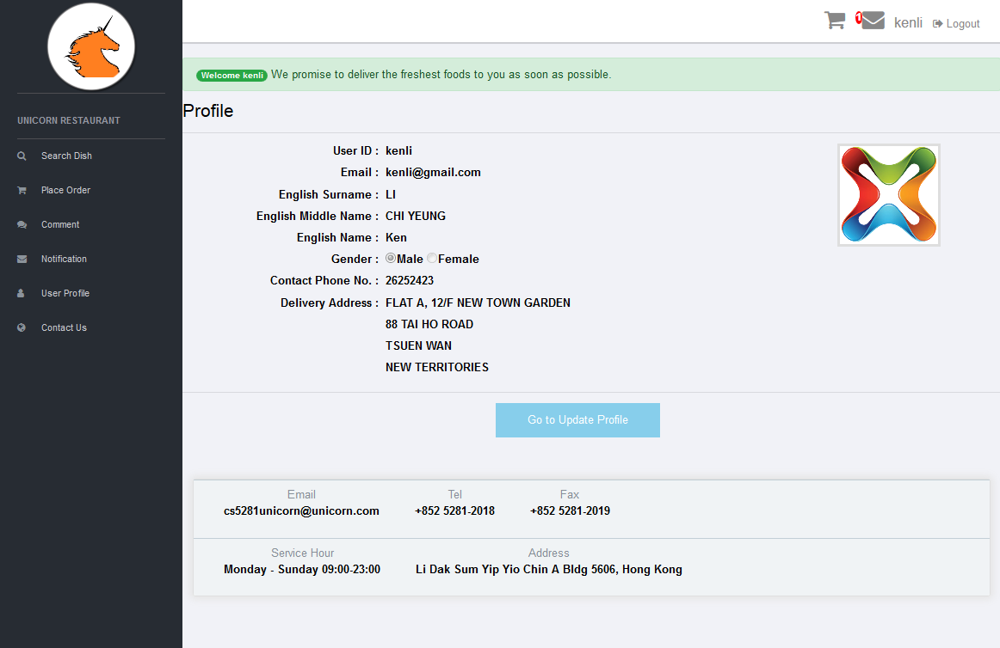 1 kenli Logout
Welcome kenli We promise to deliver the freshest foods to you as soon as possible.
UNICORN RESTAURANT
Search Dish
Place Order
Comment
Notification
User Profile
Contact Us
Profile
User ID : kenli
Email : kenli@gmail.com
English Surname : LI
English Middle Name : CHI YEUNG
English Name : Ken
Gender : Male Female
Contact Phone No. : 26252423
Delivery Address : FLAT A, 12/F NEW TOWN GARDEN
88 TAI HO ROAD
TSUEN WAN
NEW TERRITORIES
Go to Update Profile
Email Tel Fax
cs5281unicorn@unicorn.com +852 5281-2018 +852 5281-2019
Service Hour Address
Monday - Sunday 09:00-23:00 Li Dak Sum Yip Yio Chin A Bldg 5606, Hong Kong